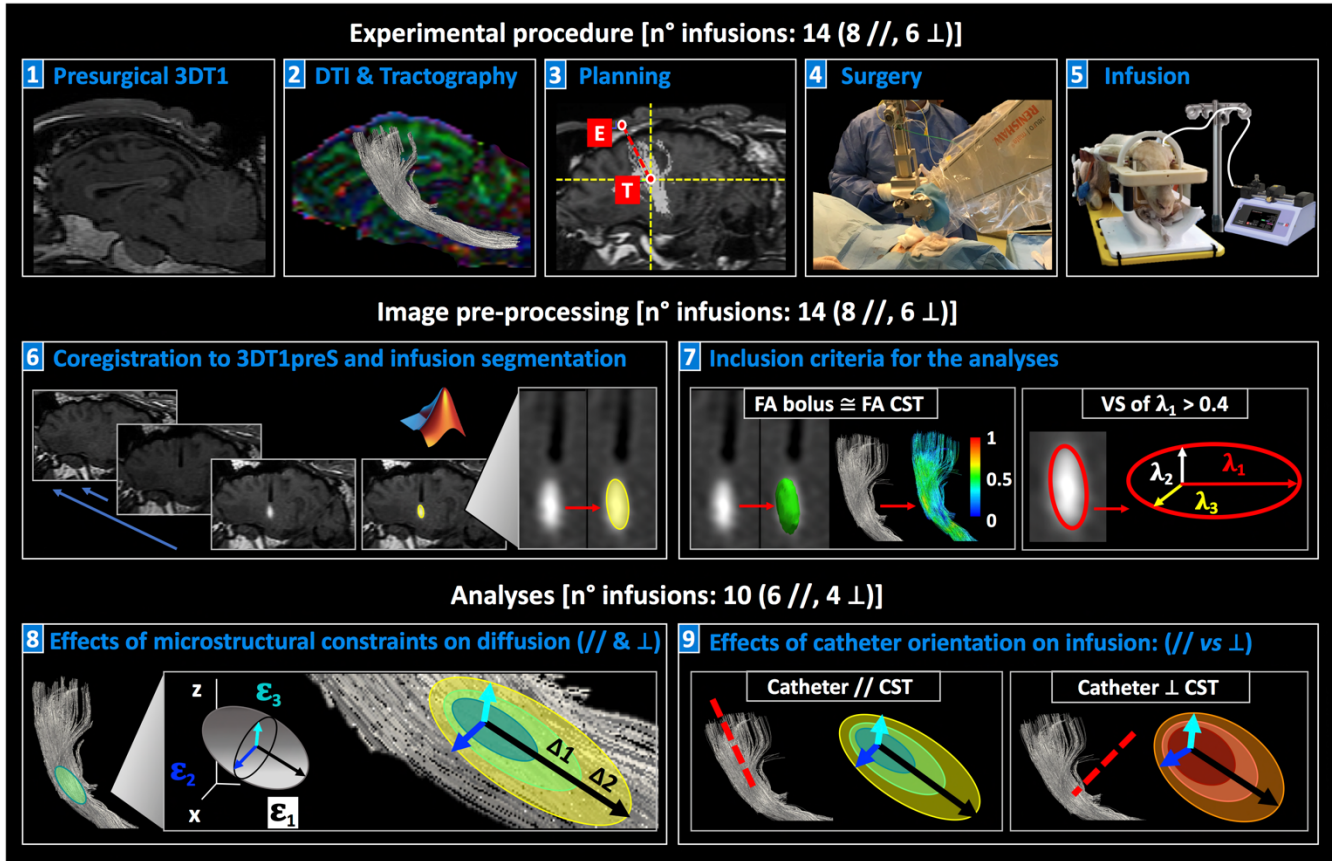 Experimental procedure [n° infusions: 14 (8 //, 6 ⊥)]
1 Presurgical 3DT1
2 DTI & Tractography
3 Planning
E
T
4 Surgery
RENISHAW
5 Infusion
Image pre-processing [n° infusions: 14 (8 //, 6 ⊥)]
6 Coregistration to 3DT1preS and infusion segmentation
7 Inclusion criteria for the analyses
FA bolus ≅ FA CST
1
0.5
0
VS of λ₁ > 0.4
λ₁
λ₂
λ₃
Analyses [n° infusions: 10 (6 //, 4 ⊥)]
8 Effects of microstructural constraints on diffusion (// & ⊥)
z
ε₃
ε₂
x
ε₁
Δ1
Δ2
9 Effects of catheter orientation on infusion: (// vs ⊥)
Catheter // CST
Catheter ⊥ CST